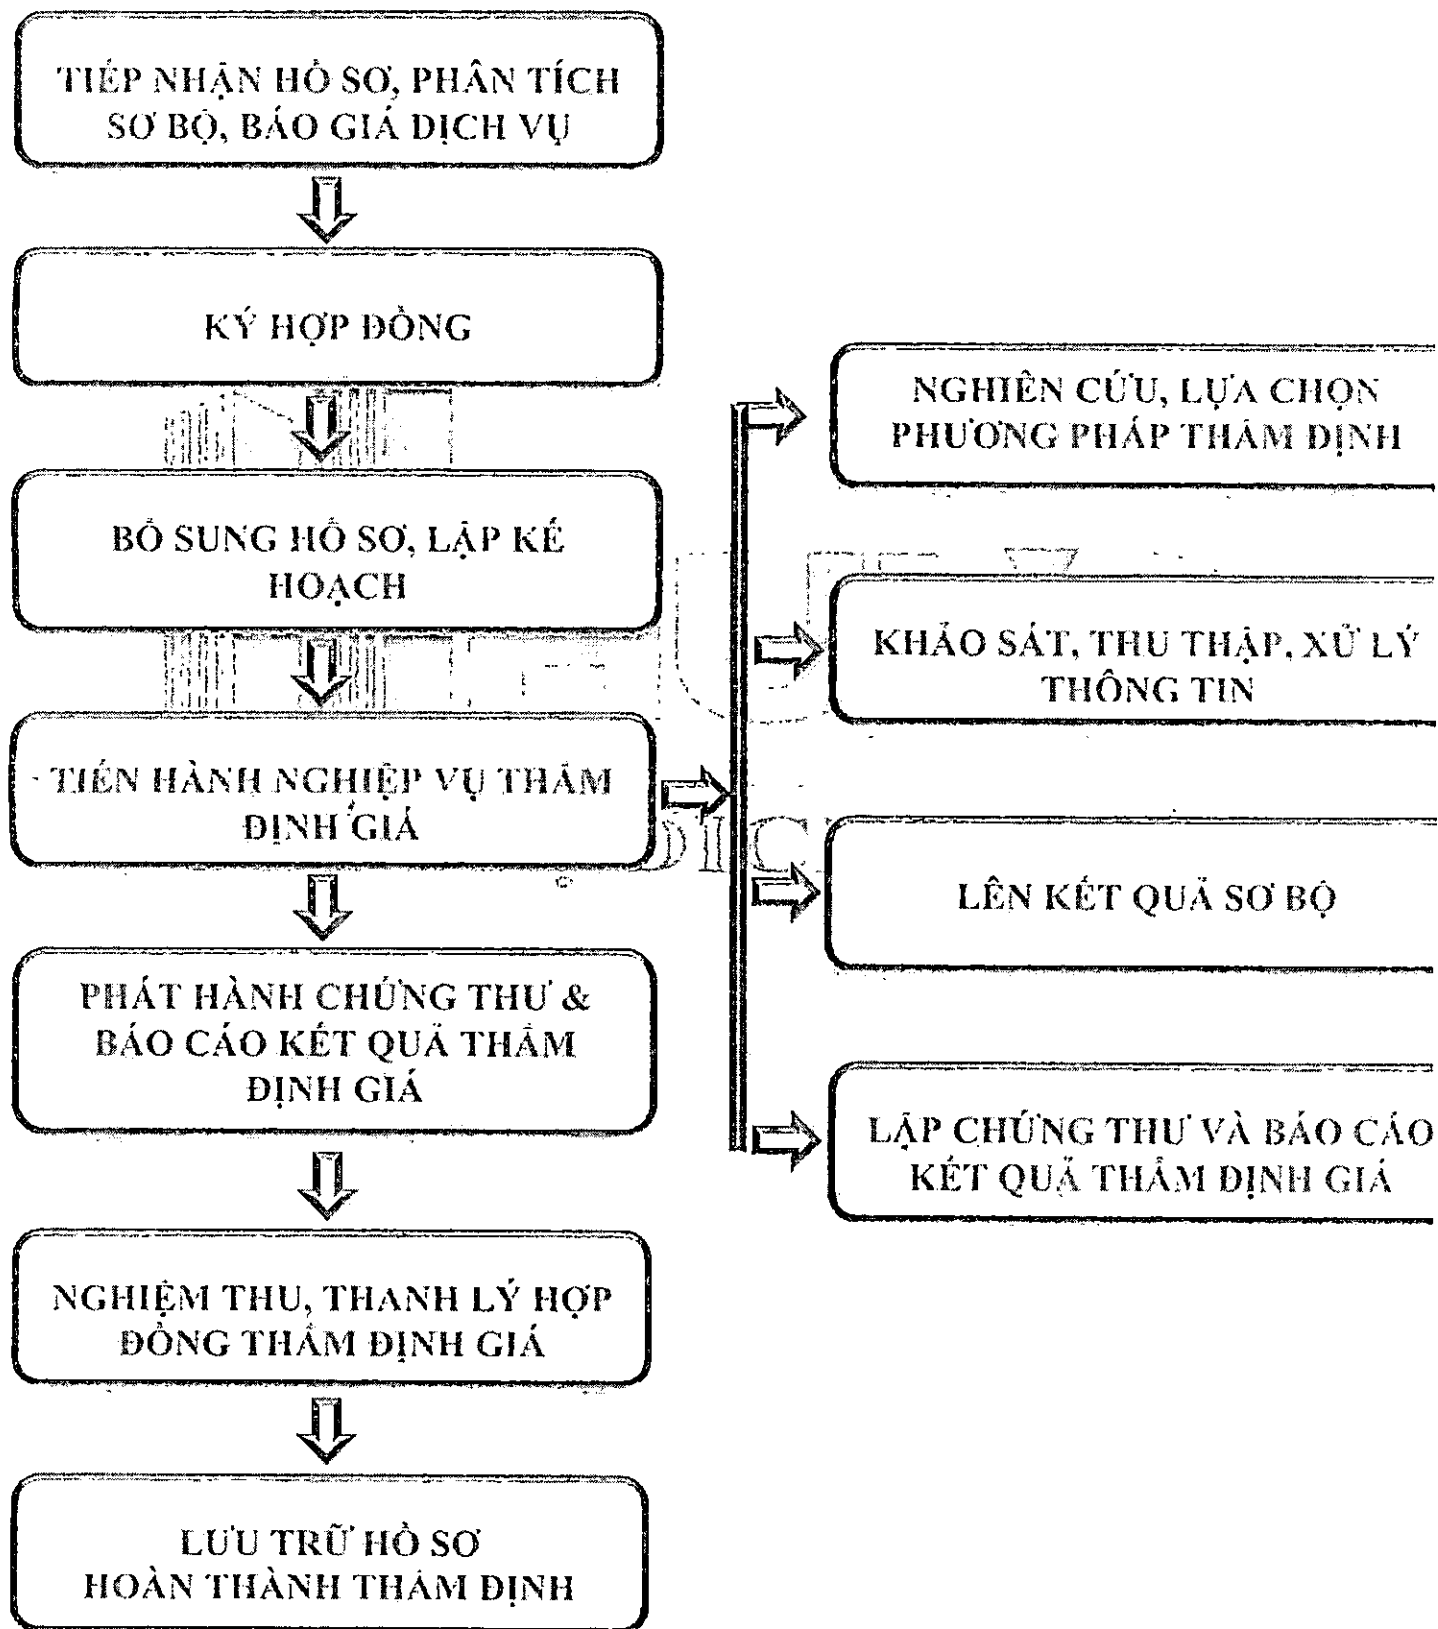 TIẾP NHẬN HỒ SƠ, PHÂN TÍCH
SƠ BỘ, BÁO GIÁ DỊCH VỤ
KÝ HỢP ĐỒNG
BỔ SUNG HỒ SƠ, LẬP KẾ
HOẠCH
TIẾN HÀNH NGHIỆP VỤ THẨM
ĐỊNH GIÁ
PHÁT HÀNH CHỨNG THƯ &
BÁO CÁO KẾT QUẢ THẨM
ĐỊNH GIÁ
NGHIỆM THU, THANH LÝ HỢP
ĐỒNG THẨM ĐỊNH GIÁ
LƯU TRỮ HỒ SƠ
HOÀN THÀNH THẨM ĐỊNH
NGHIÊN CỨU, LỰA CHỌN
PHƯƠNG PHÁP THẨM ĐỊNH
KHẢO SÁT, THU THẬP, XỬ LÝ
THÔNG TIN
LÊN KẾT QUẢ SƠ BỘ
LẬP CHỨNG THƯ VÀ BÁO CÁO
KẾT QUẢ THẨM ĐỊNH GIÁ